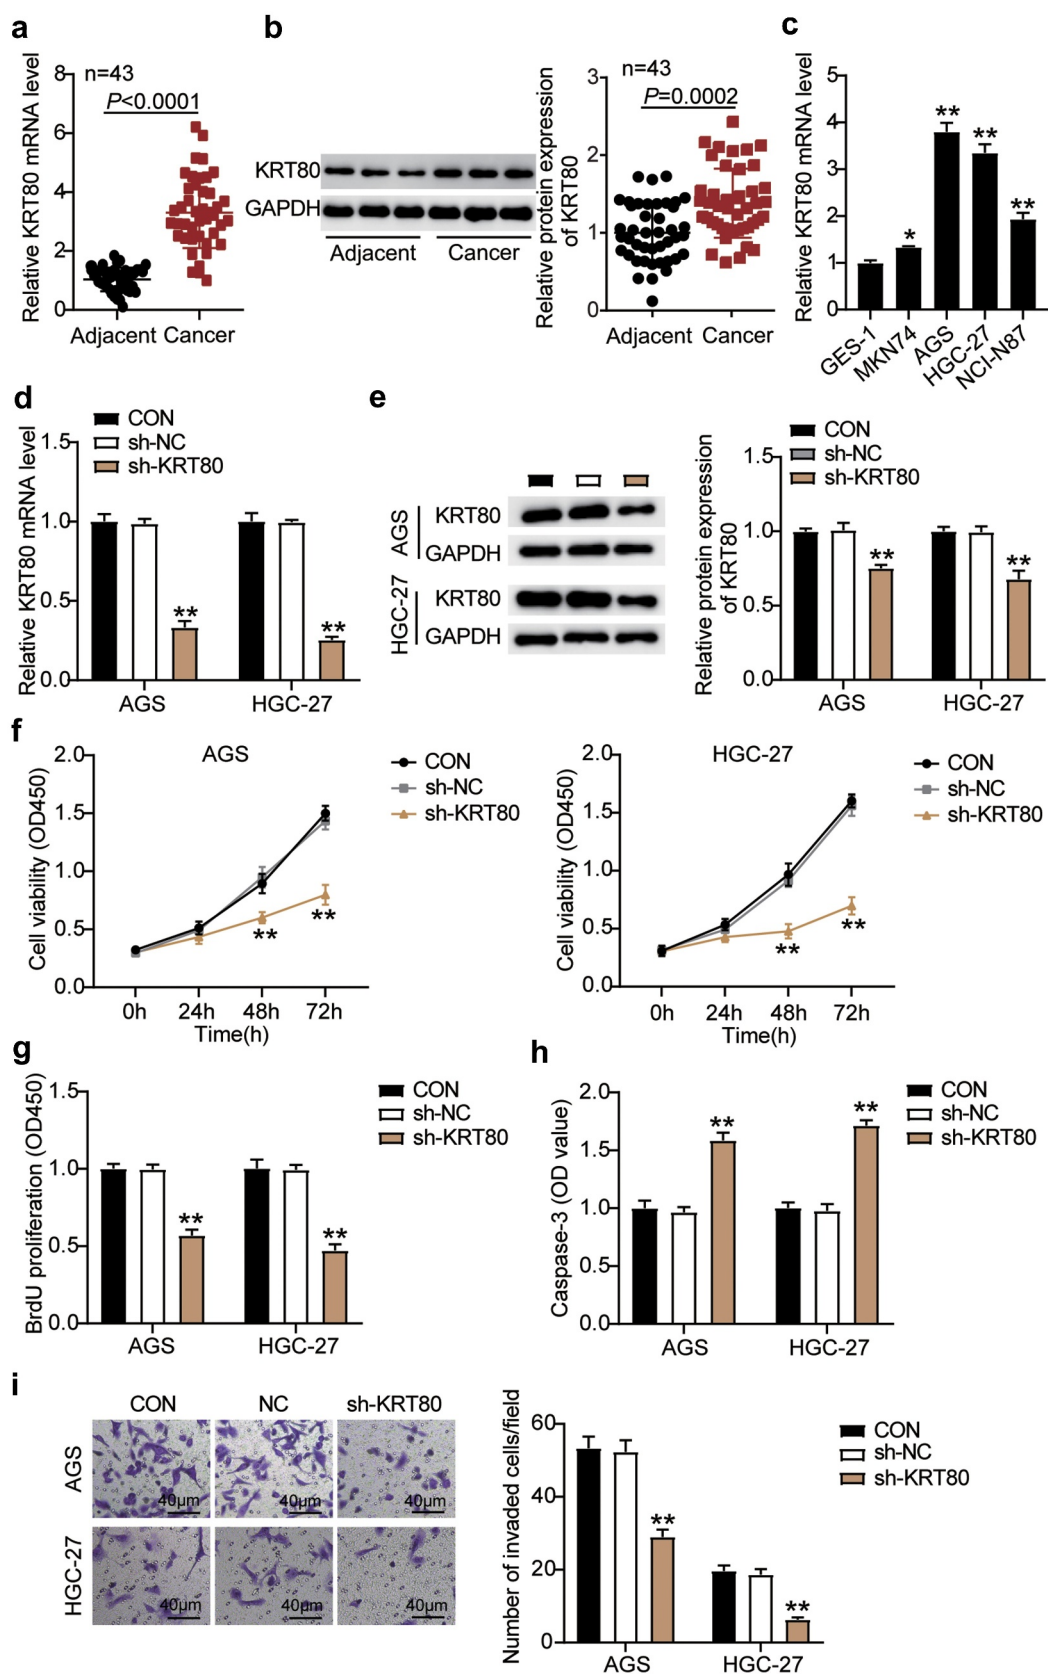 a
Relative KRT80 mRNA level
8
6
4
2
0
n=43
P<0.0001
Adjacent Cancer
b
KRT80
GAPDH
Adjacent Cancer
Relative protein expression
of KRT80
3
2
1
0
n=43
P=0.0002
Adjacent Cancer
c
Relative KRT80 mRNA level
5
4
3
2
1
0
*
**
**
**
GES-1
MKN74
AGS
HGC-27
NCI-N87
d
CON
sh-NC
sh-KRT80
Relative KRT80 mRNA level
1.5
1.0
0.5
0.0
**
**
AGS HGC-27
e
AGS
KRT80
GAPDH
HGC-27
KRT80
GAPDH
CON
sh-NC
sh-KRT80
Relative protein expression
of KRT80
1.5
1.0
0.5
0.0
**
**
AGS HGC-27
f
AGS
Cell viability (OD450)
2.0
1.5
1.0
0.5
0.0
CON
sh-NC
sh-KRT80
**
**
0h 24h 48h 72h
Time(h)
HGC-27
Cell viability (OD450)
2.0
1.5
1.0
0.5
0.0
CON
sh-NC
sh-KRT80
**
**
0h 24h 48h 72h
Time(h)
g
BrdU proliferation (OD450)
1.5
1.0
0.5
0.0
CON
sh-NC
sh-KRT80
**
**
AGS HGC-27
h
Caspase-3 (OD value)
2.0
1.5
1.0
0.5
0.0
CON
sh-NC
sh-KRT80
**
**
AGS HGC-27
i
CON NC sh-KRT80
AGS
40μm 40μm 40μm
HGC-27
40μm 40μm 40μm
Number of invaded cells/field
60
40
20
0
CON
sh-NC
sh-KRT80
**
**
AGS HGC-27